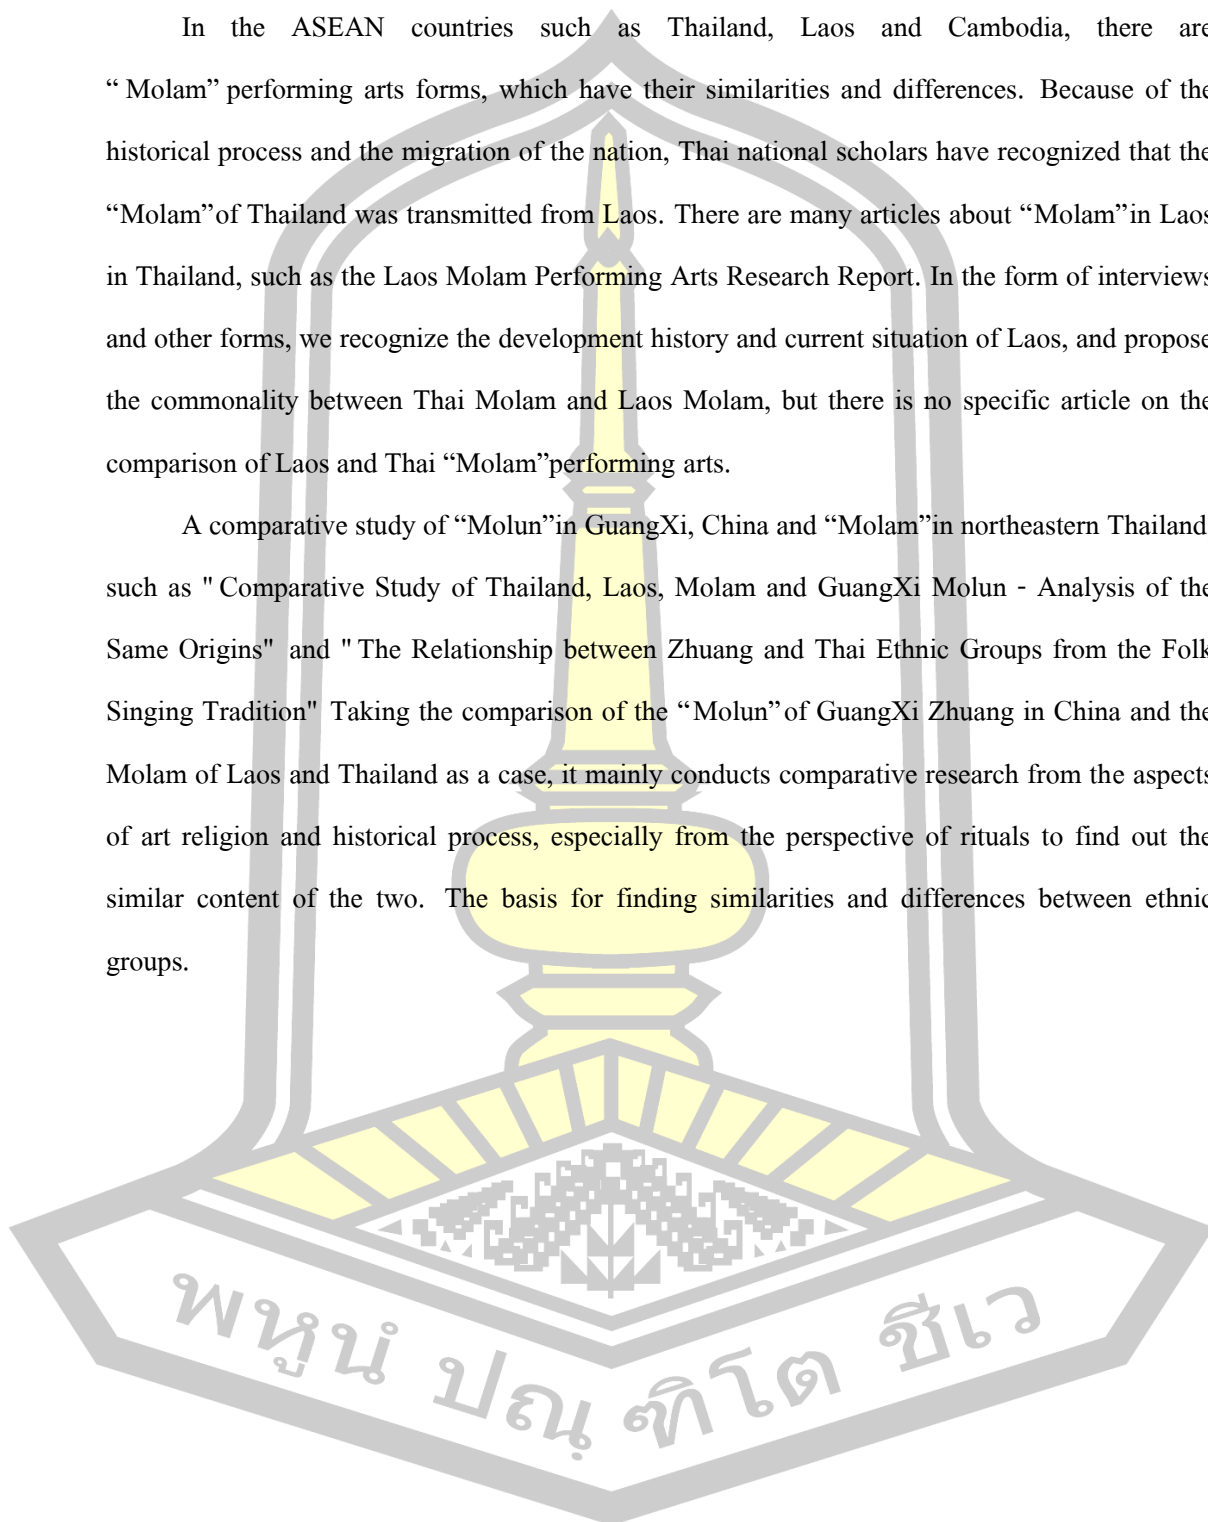 In the ASEAN countries such as Thailand, Laos and Cambodia, there are
“Molam” performing arts forms, which have their similarities and differences. Because of the
historical process and the migration of the nation, Thai national scholars have recognized that the
“Molam”of Thailand was transmitted from Laos. There are many articles about “Molam”in Laos
in Thailand, such as the Laos Molam Performing Arts Research Report. In the form of interviews
and other forms, we recognize the development history and current situation of Laos, and propose
the commonality between Thai Molam and Laos Molam, but there is no specific article on the
comparison of Laos and Thai “Molam”performing arts.
A comparative study of “Molun”in GuangXi, China and “Molam”in northeastern Thailand
such as "Comparative Study of Thailand, Laos, Molam and GuangXi Molun - Analysis of the
Same Origins" and "The Relationship between Zhuang and Thai Ethnic Groups from the Folk
Singing Tradition" Taking the comparison of the “Molun”of GuangXi Zhuang in China and the
Molam of Laos and Thailand as a case, it mainly conducts comparative research from the aspects
of art religion and historical process, especially from the perspective of rituals to find out the
similar content of the two. The basis for finding similarities and differences between ethnic
groups.
พหูนํ ปณฺฑิโต ชีเว